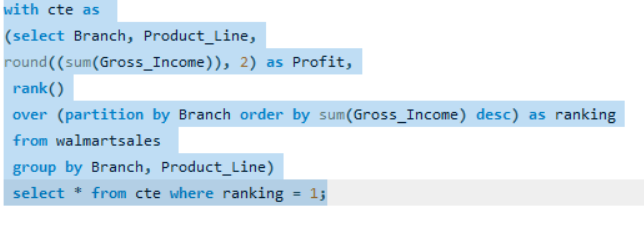 with cte as
(select Branch, Product_Line,
round((sum(Gross_Income)), 2) as Profit,
rank()
over (partition by Branch order by sum(Gross_Income) desc) as ranking
from walmartsales
group by Branch, Product_Line)
select * from cte where ranking = 1;